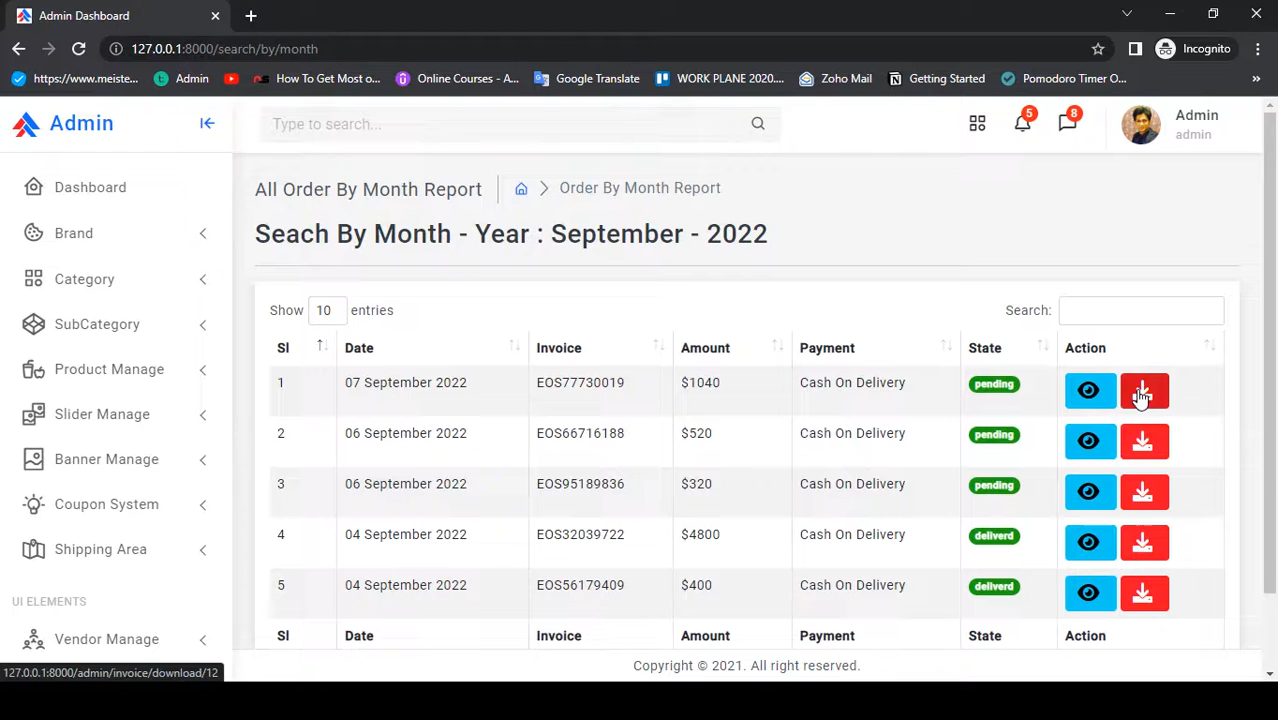 Admin Dashboard
127.0.0.1:8000/search/by/month
Incognito
https://www.meiste...
Admin
How To Get Most o...
Online Courses - A...
Google Translate
WORK PLANE 2020....
Zoho Mail
Getting Started
Pomodoro Timer O...
Admin
Type to search...
5
8
Admin
admin
Dashboard
Brand
Category
SubCategory
Product Manage
Slider Manage
Banner Manage
Coupon System
Shipping Area
UI ELEMENTS
Vendor Manage
All Order By Month Report
Order By Month Report
Seach By Month - Year : September - 2022
Show 10 entries
Search:
Sl Date Invoice Amount Payment State Action
1 07 September 2022 EOS77730019 $1040 Cash On Delivery pending
2 06 September 2022 EOS66716188 $520 Cash On Delivery pending
3 06 September 2022 EOS95189836 $320 Cash On Delivery pending
4 04 September 2022 EOS32039722 $4800 Cash On Delivery deliverd
5 04 September 2022 EOS56179409 $400 Cash On Delivery deliverd
Sl Date Invoice Amount Payment State Action
Copyright © 2021. All right reserved.
127.0.0.1:8000/admin/invoice/download/12